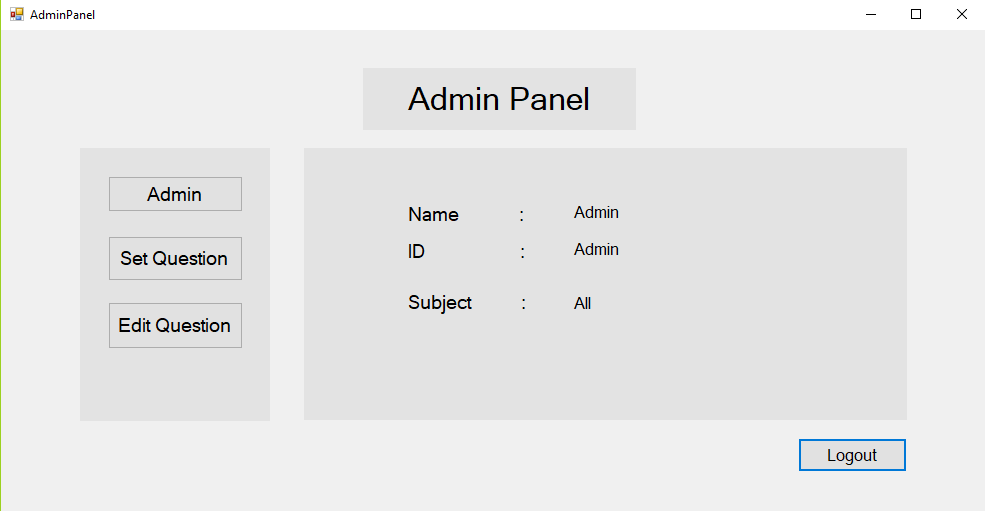 AdminPanel
Admin Panel
Admin
Set Question
Edit Question
Name : Admin
ID : Admin
Subject : All
Logout